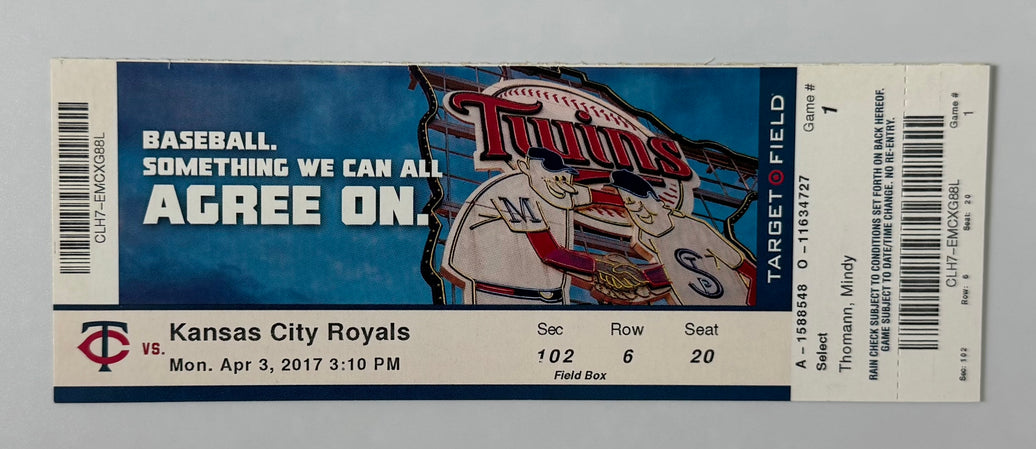 CLH7-EMCXG88L
BASEBALL.
SOMETHING WE CAN ALL
AGREE ON.
Twins
M
S
TARGET FIELD
TC
VS.
Kansas City Royals
Mon. Apr 3, 2017 3:10 PM
Sec Row Seat
102 6 20
Field Box
A - 1588548 O - 11634727
Game # 1
Select
Thomann, Mindy
RAIN CHECK SUBJECT TO CONDITIONS SET FORTH ON BACK HEREOF.
GAME SUBJECT TO DATE/TIME CHANGE. NO RE-ENTRY.
CLH7-EMCXG88L
Sec: 102 Row: 6 Seat: 20 Game # 1